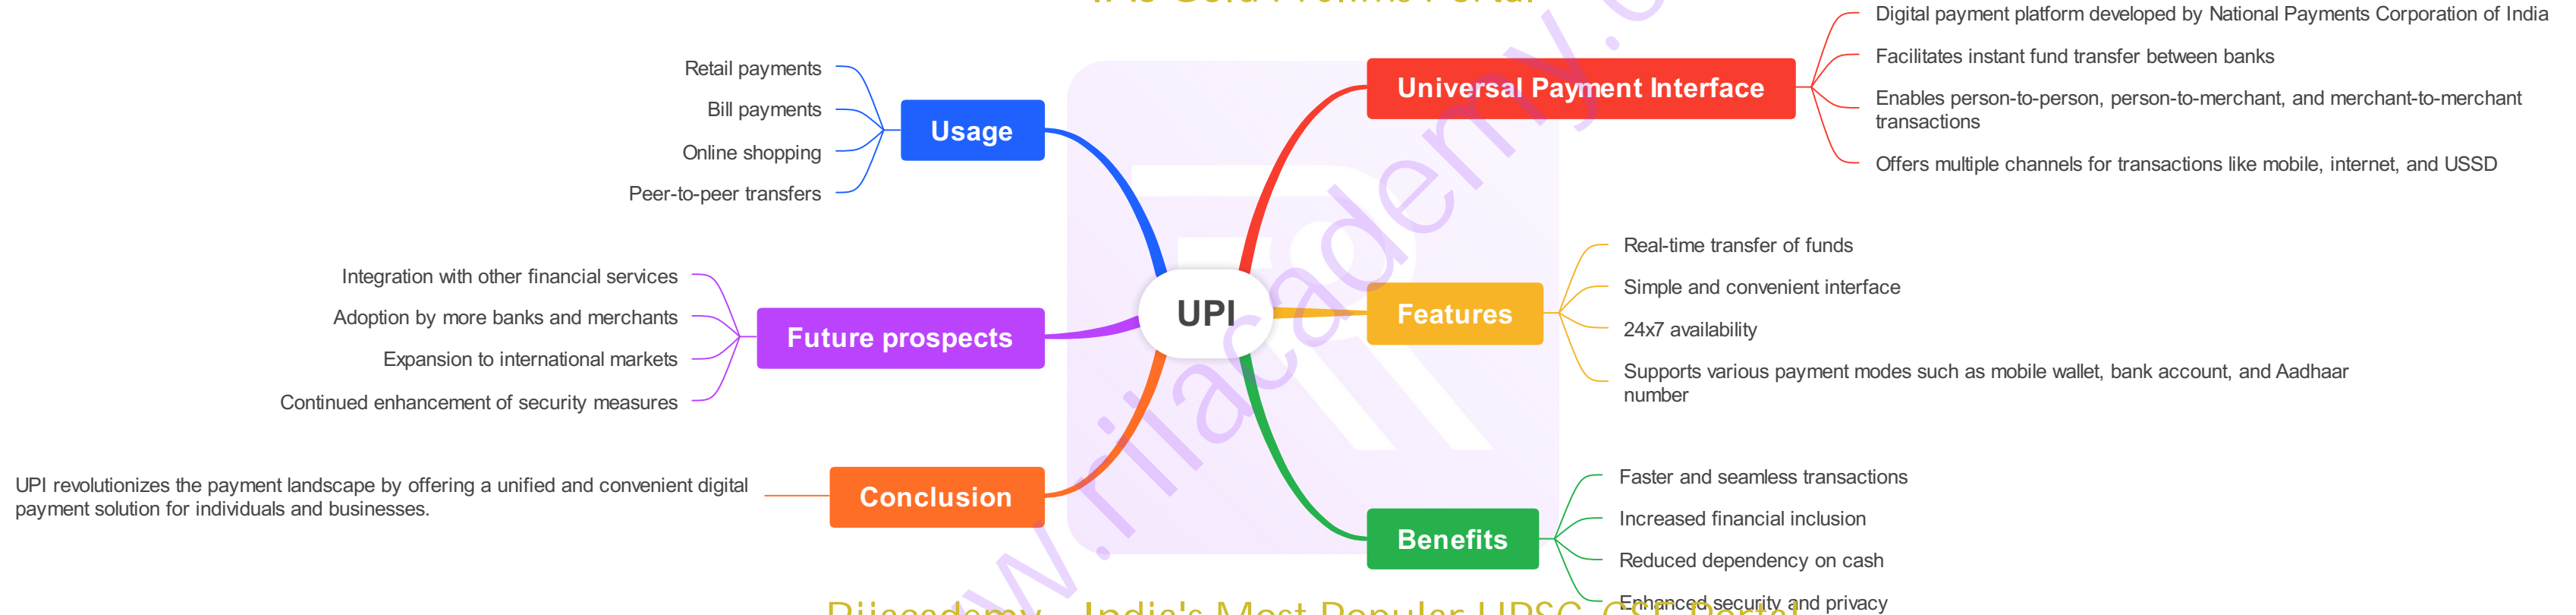 Digital payment platform developed by National Payments Corporation of India
Facilitates instant fund transfer between banks
Universal Payment Interface
Enables person-to-person, person-to-merchant, and merchant-to-merchant
transactions
Offers multiple channels for transactions like mobile, internet, and USSD
Retail payments
Bill payments
Usage
Online shopping
Peer-to-peer transfers
Real-time transfer of funds
Simple and convenient interface
Features
24x7 availability
Supports various payment modes such as mobile wallet, bank account, and Aadhaar
number
UPI
Integration with other financial services
Adoption by more banks and merchants
Future prospects
Expansion to international markets
Continued enhancement of security measures
UPI revolutionizes the payment landscape by offering a unified and convenient digital
payment solution for individuals and businesses.
Conclusion
Faster and seamless transactions
Increased financial inclusion
Benefits
Reduced dependency on cash
Enhanced security and privacy
India's Most Popular UPSC CSE Portal